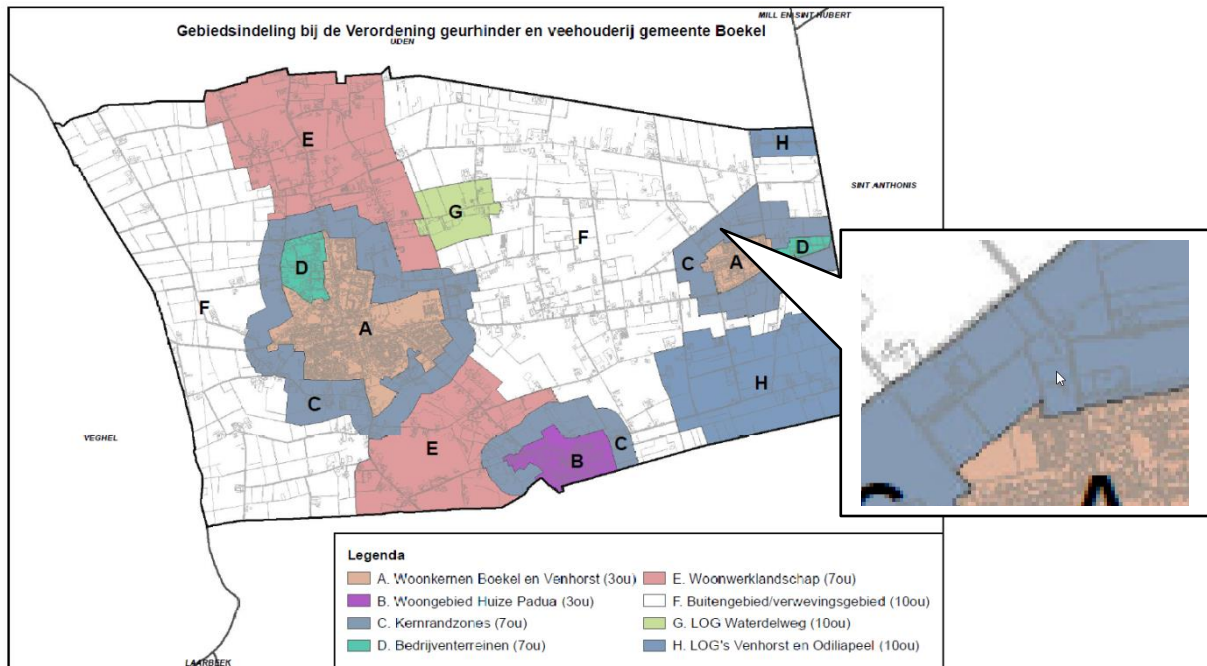 MILL EN SINT HUBERT
Gebiedsindeling bij de Verordening geurhinder en veehouderij gemeente Boekel
UDEN
E
H
SINT ANTHONIS
G
F
D
C
A
D
F
A
H
C
VEGHEL
E
B
C
A
Legenda
A. Woonkernen Boekel en Venhorst (3ou)
B. Woongebied Huize Padua (3ou)
C. Kernrandzones (7ou)
D. Bedrijventerreinen (7ou)
E. Woonwerklandschap (7ou)
F. Buitengebied/verwevingsgebied (10ou)
G. LOG Waterdelweg (10ou)
H. LOG's Venhorst en Odiliapeel (10ou)
LAARBEEK